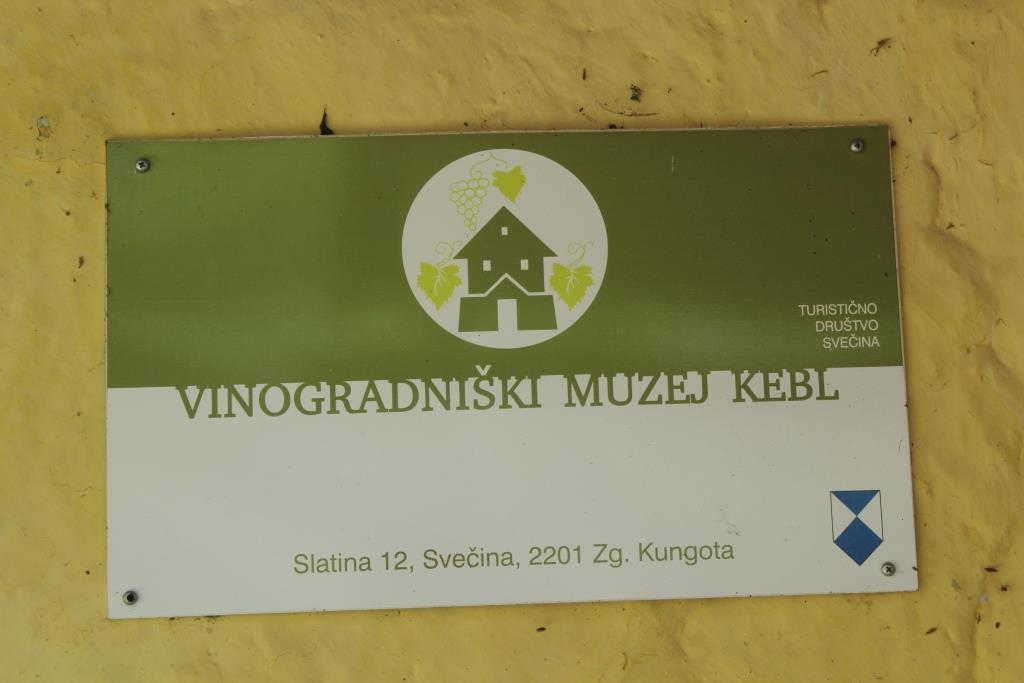 TURISTIČNO
DRUŠTVO
SVEČINA
VINOGRADNIŠKI MUZEJ KEBL
Slatina 12, Svečina, 2201 Zg. Kungota